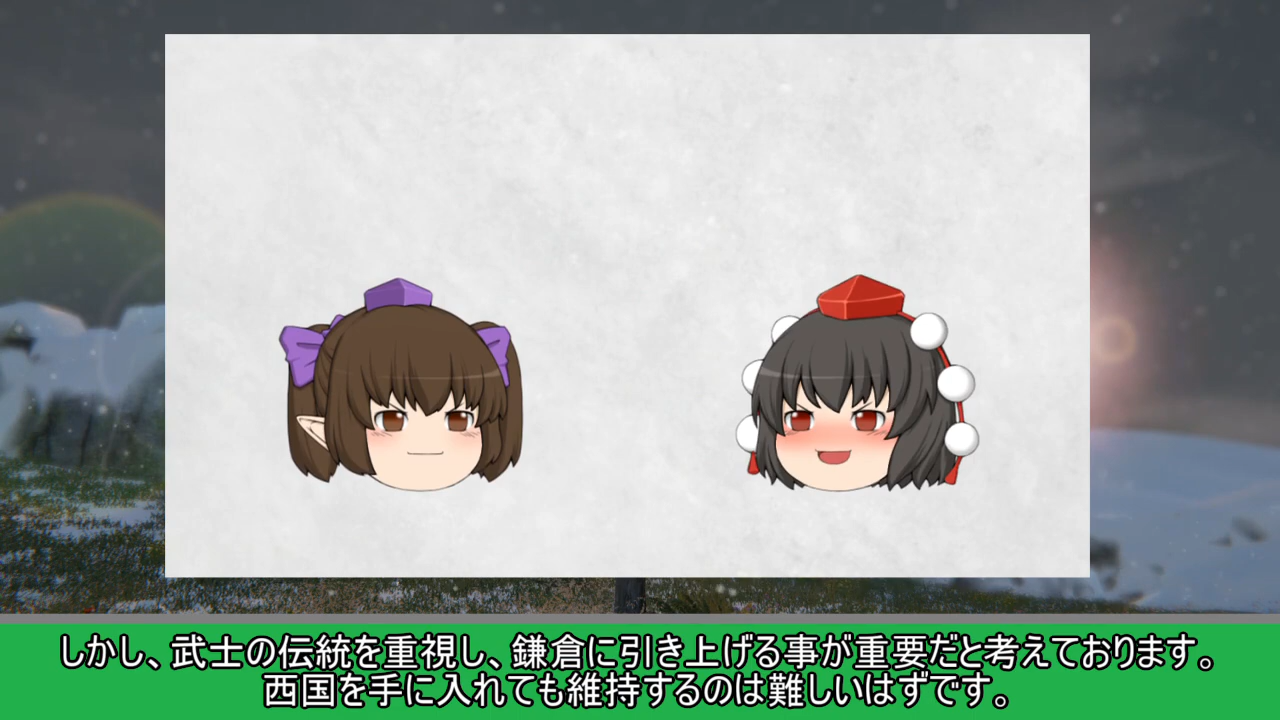 しかし、武士の伝統を重視し、鎌倉に引き上げる事が重要だと考えております。
西国を手に入れても維持するのは難しいはずです。